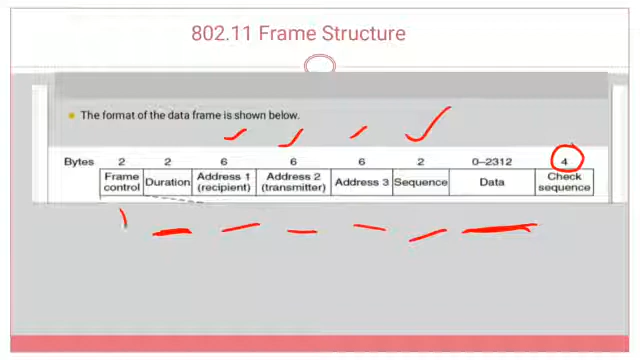 802.11 Frame Structure
The format of the data frame is shown below.
Bytes 2 2 6 6 6 2 0–2312 4
Frame control Duration Address 1 (recipient) Address 2 (transmitter) Address 3 Sequence Data Check sequence